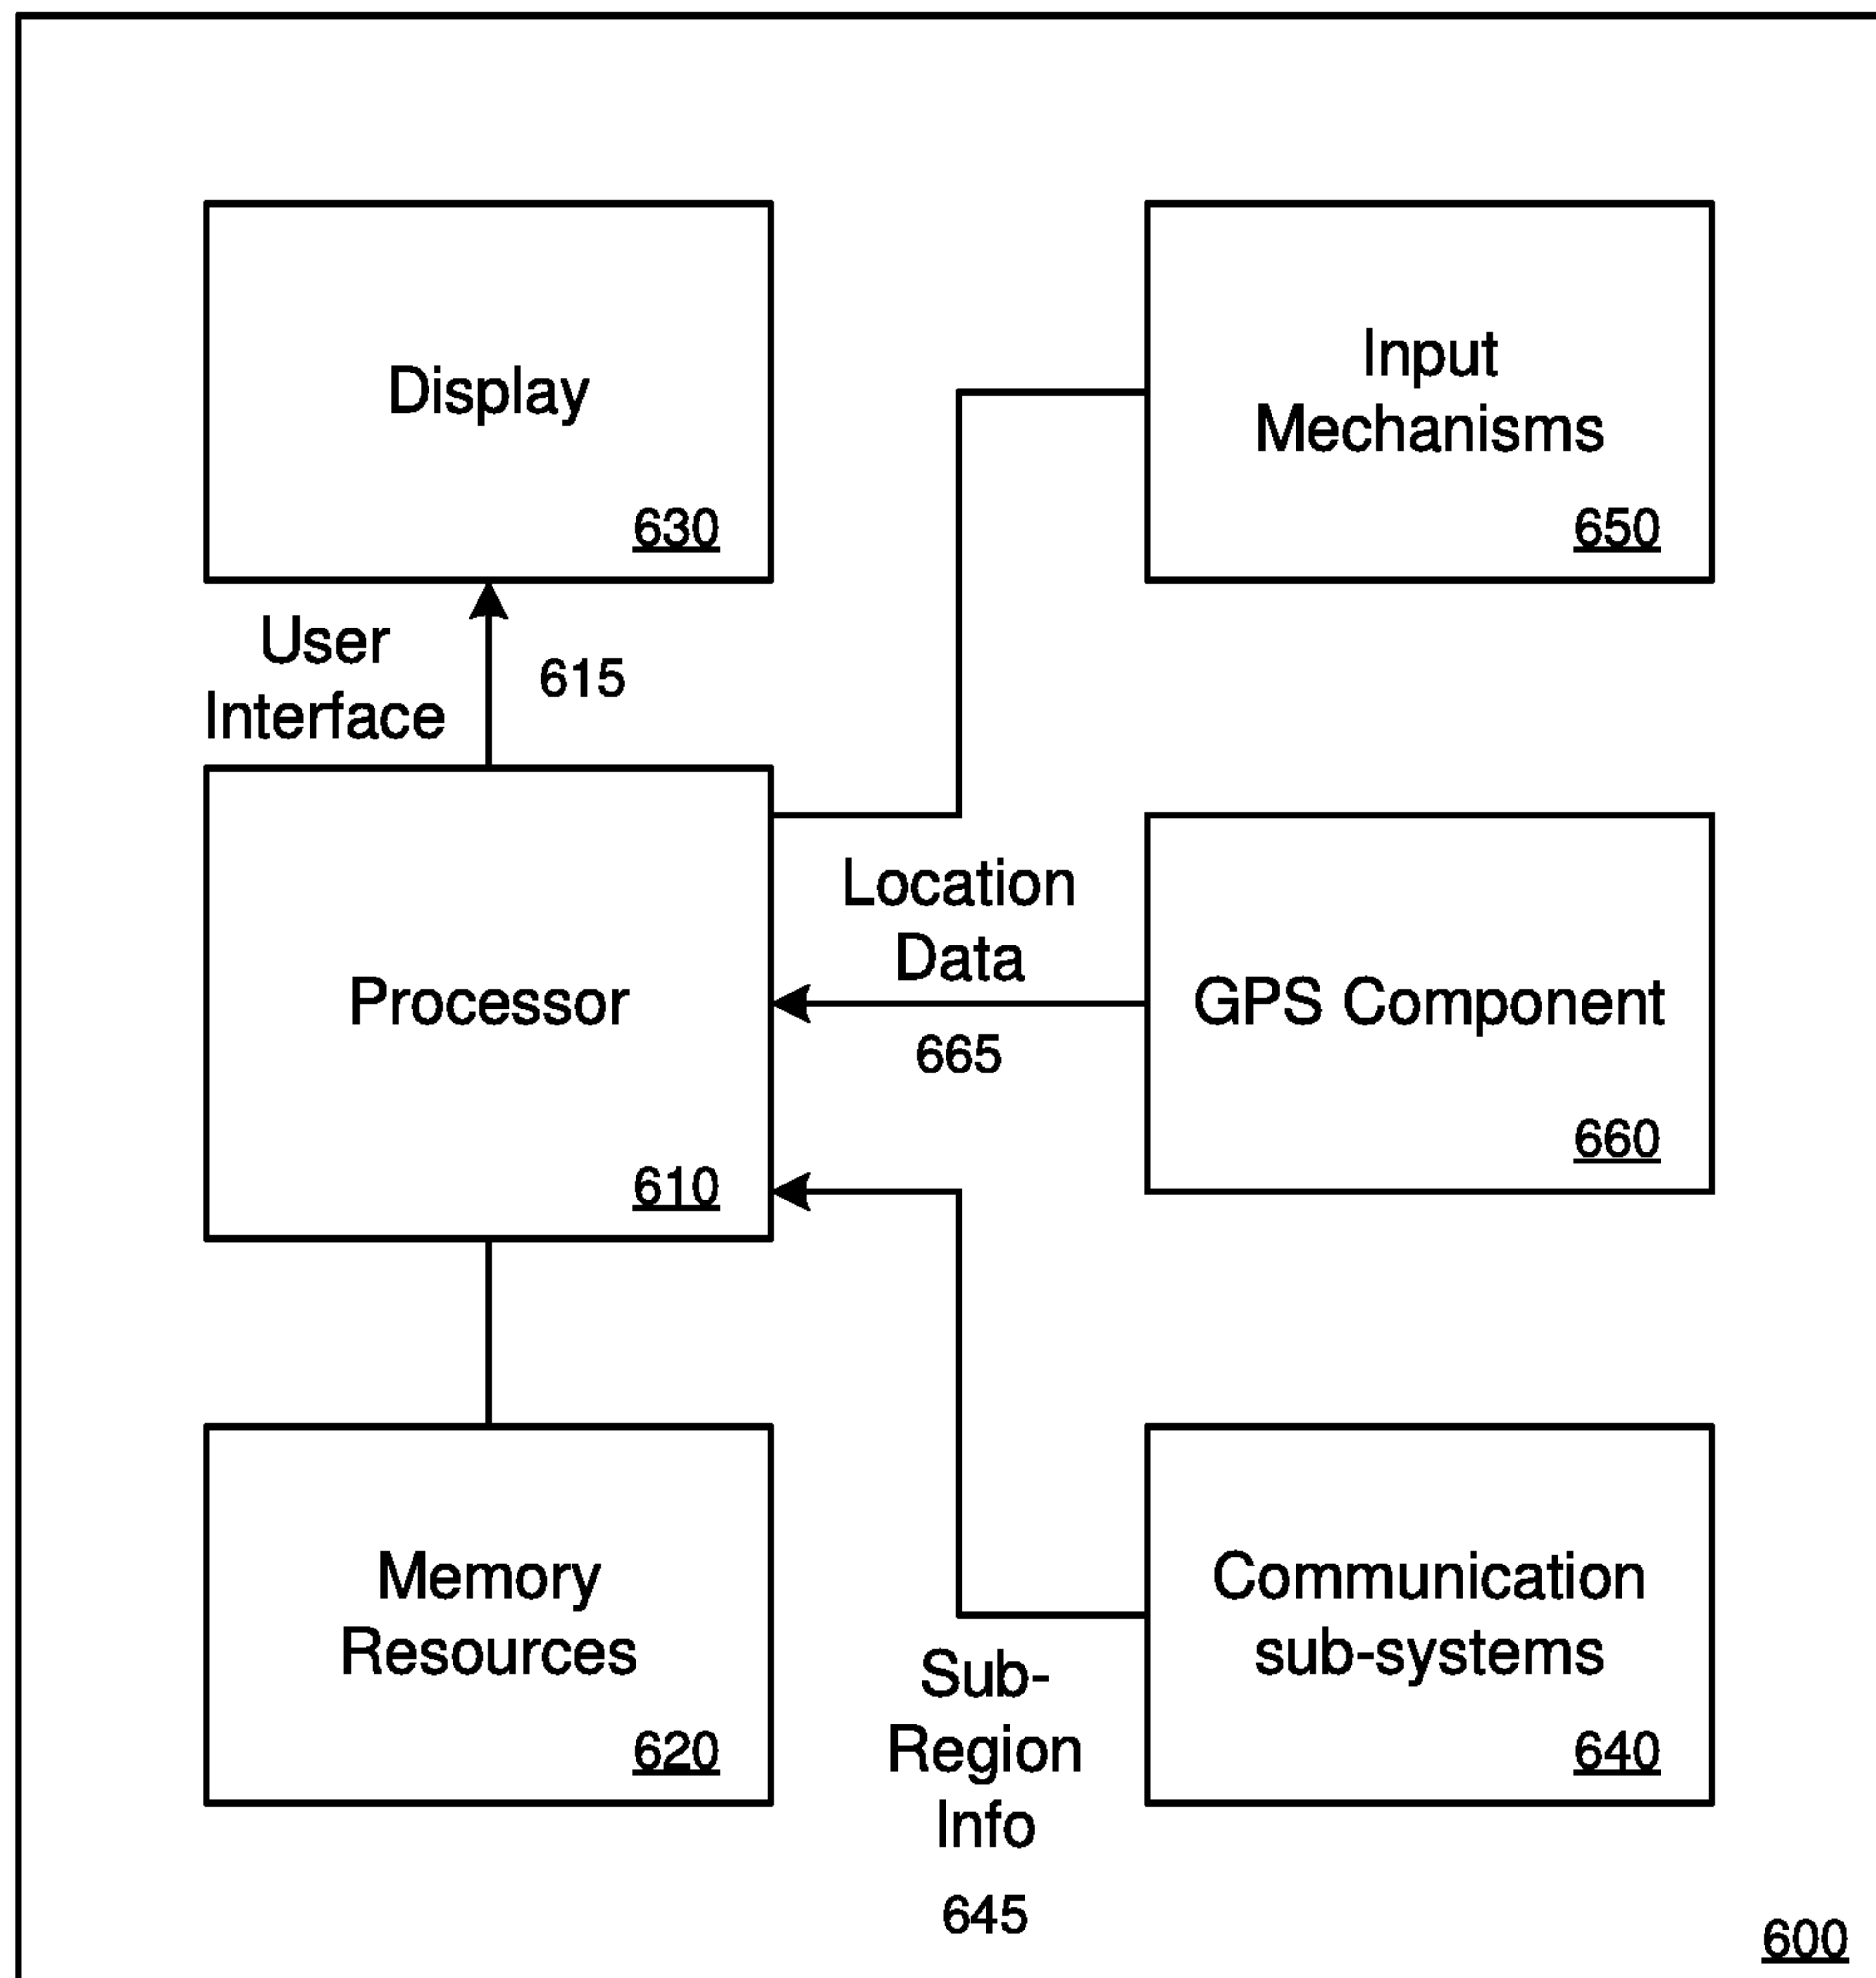 Display
630
Input
Mechanisms
650
User
Interface
615
Processor
610
Location
Data
665
GPS Component
660
Memory
Resources
620
Communication
sub-systems
640
Sub-
Region
Info
645
600